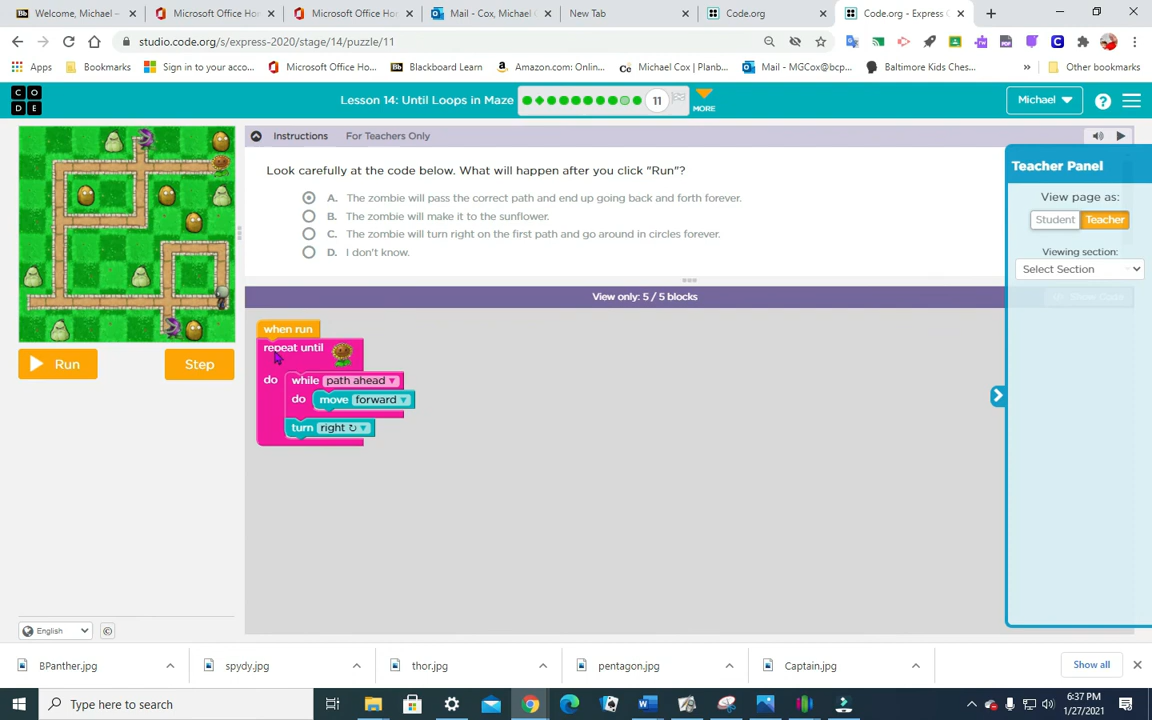 Bb Welcome, Michael –
Microsoft Office Ho
Microsoft Office Ho
Mail - Cox, Michael
New Tab
Code.org
Code.org - Express
studio.code.org/s/express-2020/stage/14/puzzle/11
Apps
Bookmarks
Sign in to your acco...
Microsoft Office Ho...
Bb Blackboard Learn
Amazon.com: Onlin...
Michael Cox | Planb...
Mail - MGCox@bcp...
Baltimore Kids Ches...
»
Other bookmarks
C O
D E
Lesson 14: Until Loops in Maze
11
MORE
Michael
?
Instructions
For Teachers Only
Look carefully at the code below. What will happen after you click "Run"?
A. The zombie will pass the correct path and end up going back and forth forever.
B. The zombie will make it to the sunflower.
C. The zombie will turn right on the first path and go around in circles forever.
D. I don't know.
Teacher Panel
View page as:
Student Teacher
Viewing section:
Select Section
View only: 5 / 5 blocks
when run
repeat until
do while path ahead
do move forward
turn right ↻
Run
Step
English
©
BPanther.jpg
spydy.jpg
thor.jpg
pentagon.jpg
Captain.jpg
Show all
Type here to search
6:37 PM
1/27/2021